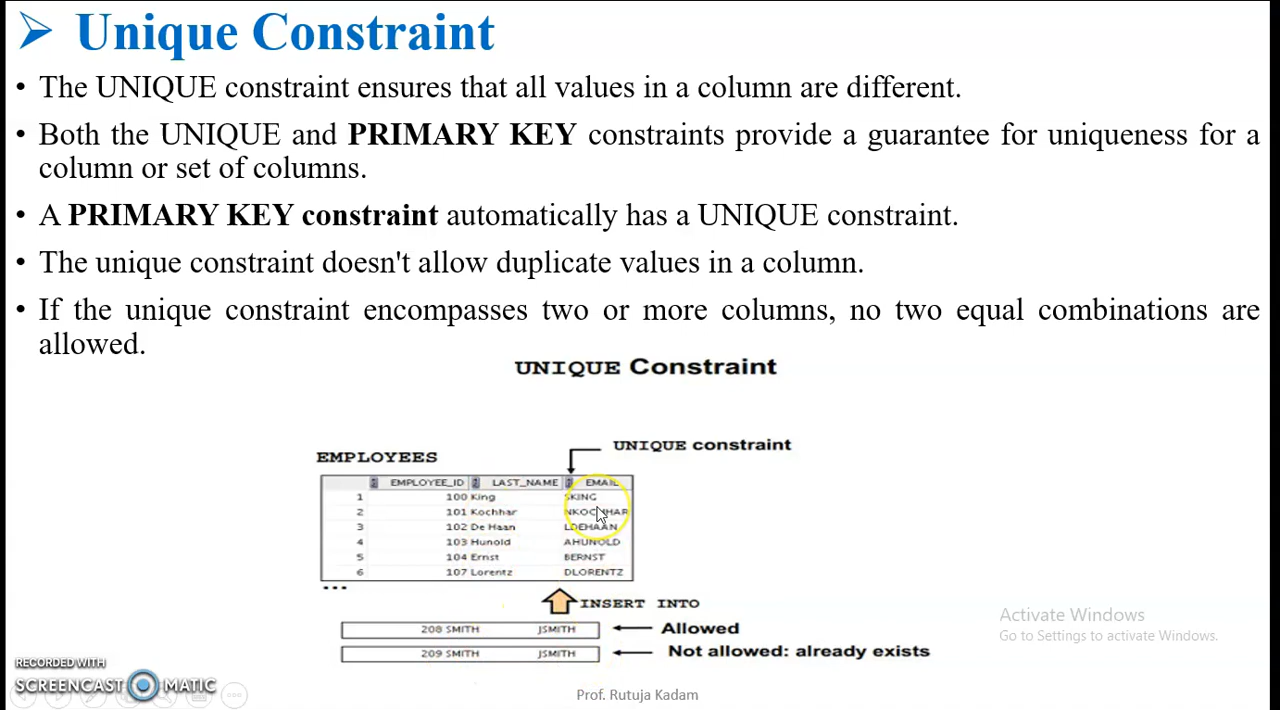 Unique Constraint
• The UNIQUE constraint ensures that all values in a column are different.
• Both the UNIQUE and PRIMARY KEY constraints provide a guarantee for uniqueness for a
column or set of columns.
• A PRIMARY KEY constraint automatically has a UNIQUE constraint.
• The unique constraint doesn't allow duplicate values in a column.
• If the unique constraint encompasses two or more columns, no two equal combinations are
allowed.
UNIQUE Constraint
UNIQUE constraint
EMPLOYEES
EMPLOYEE_ID LAST_NAME EMAIL
1 100 King SKING
2 101 Kochhar NKOCHHAR
3 102 De Haan LDEHAAN
4 103 Hunold AHUNOLD
5 104 Ernst BERNST
6 107 Lorentz DLORENTZ
...
INSERT INTO
208 SMITH JSMITH Allowed
209 SMITH JSMITH Not allowed: already exists
Activate Windows
Go to Settings to activate Windows.
RECORDED WITH
SCREENCAST MATIC
Prof. Rutuja Kadam